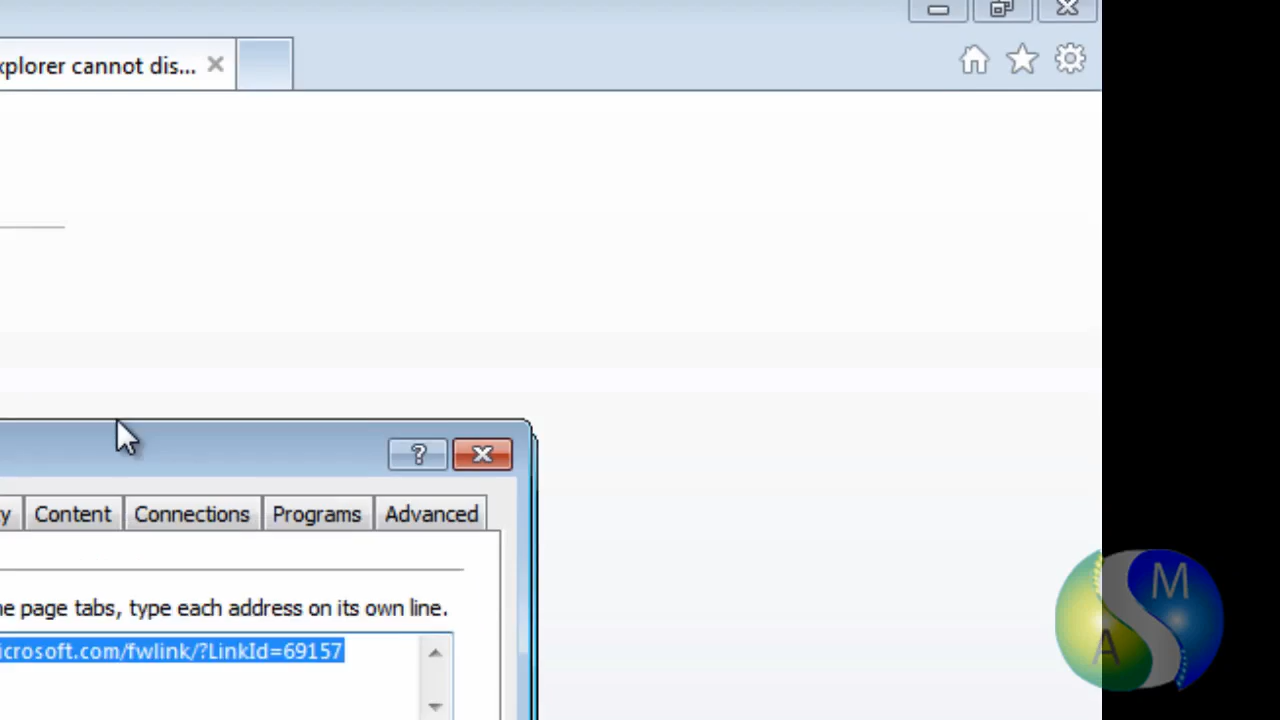 xplorer cannot dis...
y Content Connections Programs Advanced
ne page tabs, type each address on its own line.
icrosoft.com/fwlink/?LinkId=69157
M
S
A